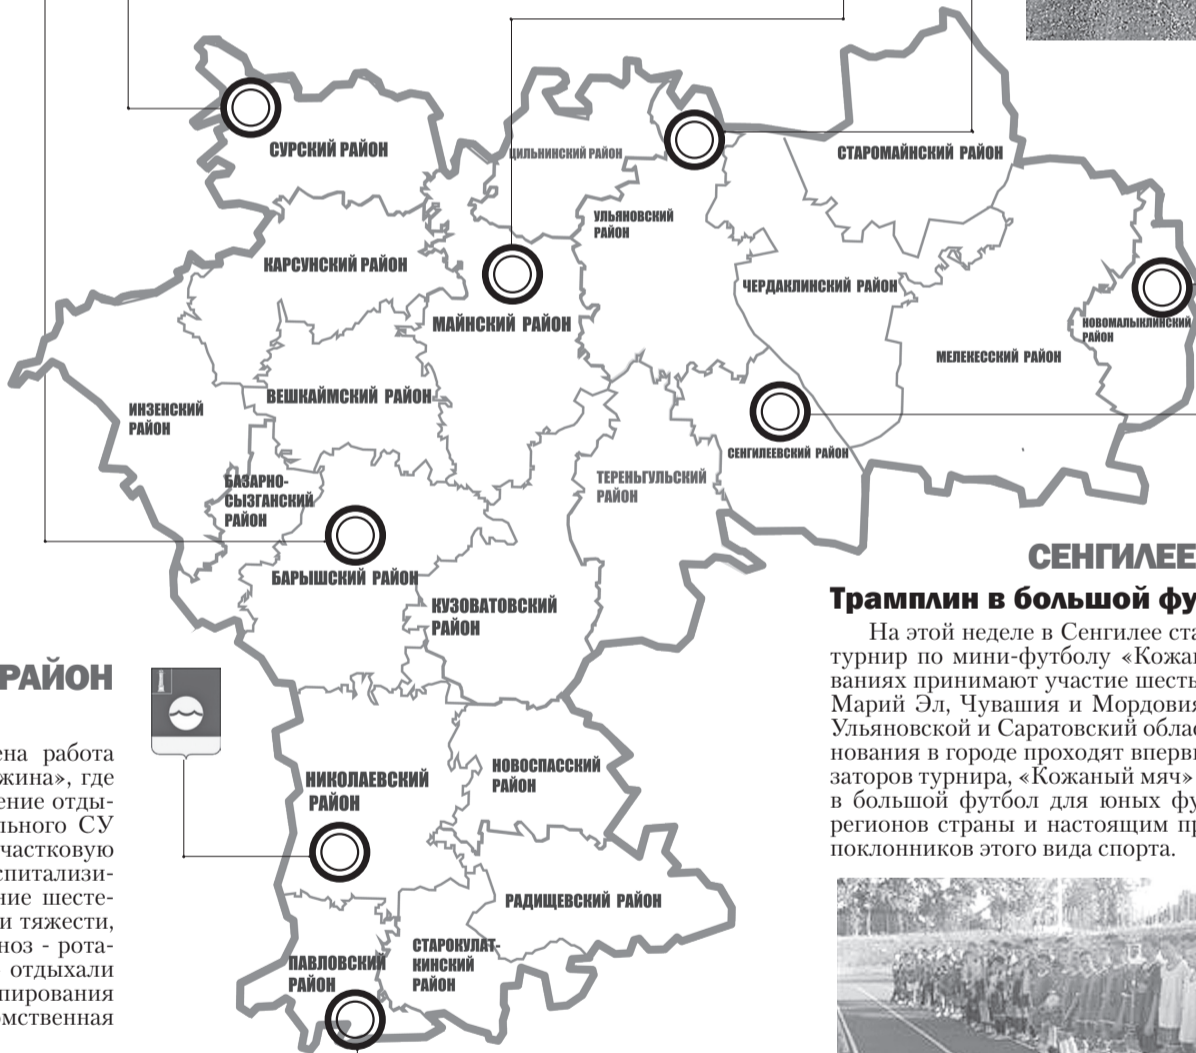 СУРСКИЙ РАЙОН
ЦИЛЬНИНСКИЙ РАЙОН
СТАРОМАЙНСКИЙ РАЙОН
УЛЬЯНОВСКИЙ
РАЙОН
КАРСУНСКИЙ РАЙОН
ЧЕРДАКЛИНСКИЙ РАЙОН
МАЙНСКИЙ РАЙОН
НОВОМАЛЫКЛИНСКИЙ
РАЙОН
МЕЛЕКЕССКИЙ РАЙОН
ВЕШКАЙМСКИЙ РАЙОН
ИНЗЕНСКИЙ
РАЙОН
СЕНГИЛЕЕВСКИЙ РАЙОН
ТЕРЕНЬГУЛЬСКИЙ
РАЙОН
БАЗАРНО-
СЫЗГАНСКИЙ
РАЙОН
БАРЫШСКИЙ РАЙОН
КУЗОВАТОВСКИЙ
РАЙОН
НОВОСПАССКИЙ
РАЙОН
НИКОЛАЕВСКИЙ
РАЙОН
РАДИЩЕВСКИЙ РАЙОН
СТАРОКУЛАТ-
КИНСКИЙ
РАЙОН
ПАВЛОВСКИЙ
РАЙОН
РАЙОН
ена работа
жина», где
ение отды-
льного СУ
частковую
спитализи-
ние шесте-
и тяжести,
ноз - рота-
отдыхали
пирования
омственная
СЕНГИЛЕЕ
Трамплин в большой фу
На этой неделе в Сенгилее ста
турнир по мини-футболу «Кожа
ваниях принимают участие шесть
Марий Эл, Чувашия и Мордовия
Ульяновской и Саратовский облас
нования в городе проходят впервы
заторов турнира, «Кожаный мяч»
в большой футбол для юных фу
регионов страны и настоящим пр
поклонников этого вида спорта.